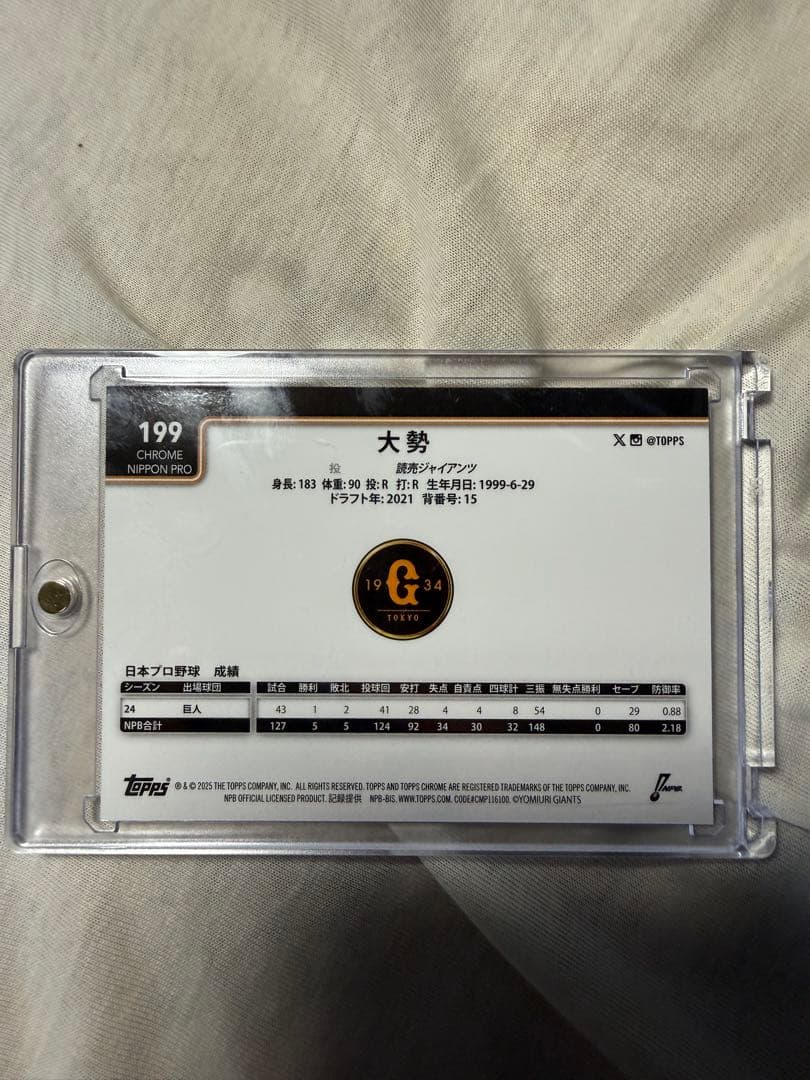 199
CHROME
NIPPON PRO
大勢
@TOPPS
投 読売ジャイアンツ
身長: 183 体重: 90 投: R 打: R 生年月日: 1999-6-29
ドラフト年: 2021 背番号: 15
19 G 34
TOKYO
日本プロ野球 成績
シーズン 出場球団 試合 勝利 敗北 投球回 安打 失点 自責点 四球計 三振 無失点勝利 セーブ 防御率
24 巨人 43 1 2 41 28 4 4 8 54 0 29 0.88
NPB合計 127 5 5 124 92 34 30 32 148 0 80 2.18
topps ® & © 2025 THE TOPPS COMPANY, INC. ALL RIGHTS RESERVED. TOPPS AND TOPPS CHROME ARE REGISTERED TRADEMARKS OF THE TOPPS COMPANY, INC.
NPB OFFICIAL LICENSED PRODUCT. 記録提供 NPB-BIS. WWW.TOPPS.COM. CODE#CMP116100. ©YOMIURI GIANTS
NPB